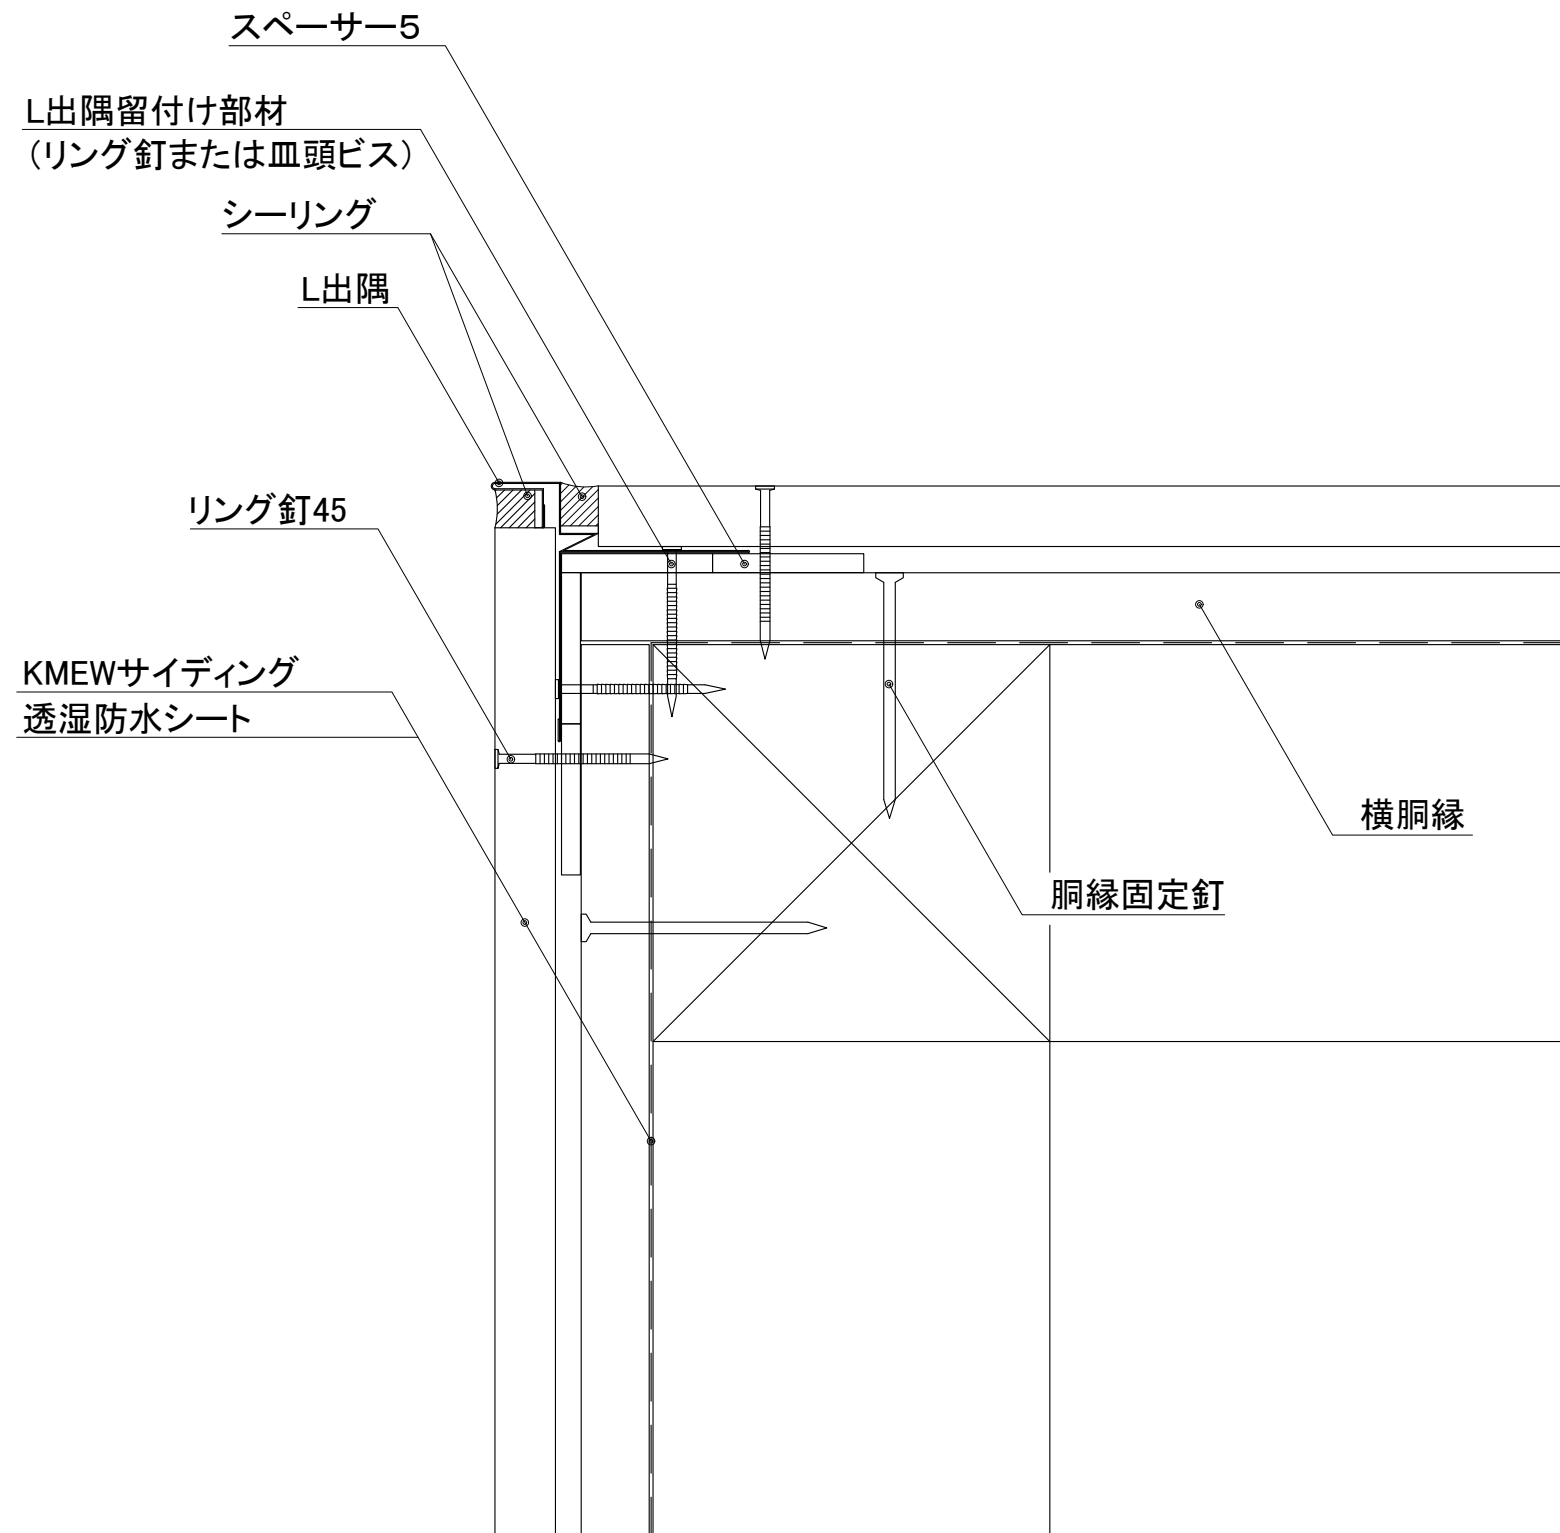 スペーサー5
L出隅留付け部材
（リング釘または皿頭ビス）
シーリング
L出隅
リング釘45
KMEWサイディング
透湿防水シート
横胴縁
胴縁固定釘